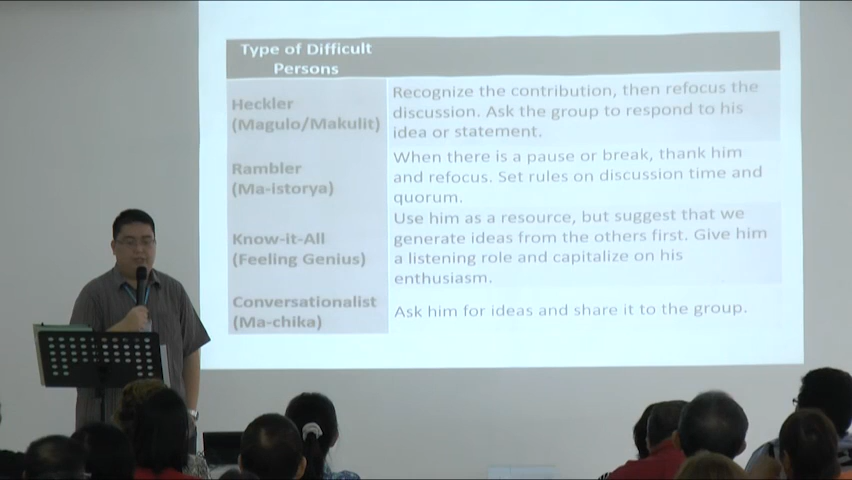 Type of Difficult
Persons
Heckler
(Magulo/Makulit)
Recognize the contribution, then refocus the
discussion. Ask the group to respond to his
idea or statement.
Rambler
(Ma-istorya)
When there is a pause or break, thank him
and refocus. Set rules on discussion time and
quorum.
Know-it-All
(Feeling Genius)
Use him as a resource, but suggest that we
generate ideas from the others first. Give him
a listening role and capitalize on his
enthusiasm.
Conversationalist
(Ma-chika)
Ask him for ideas and share it to the group.